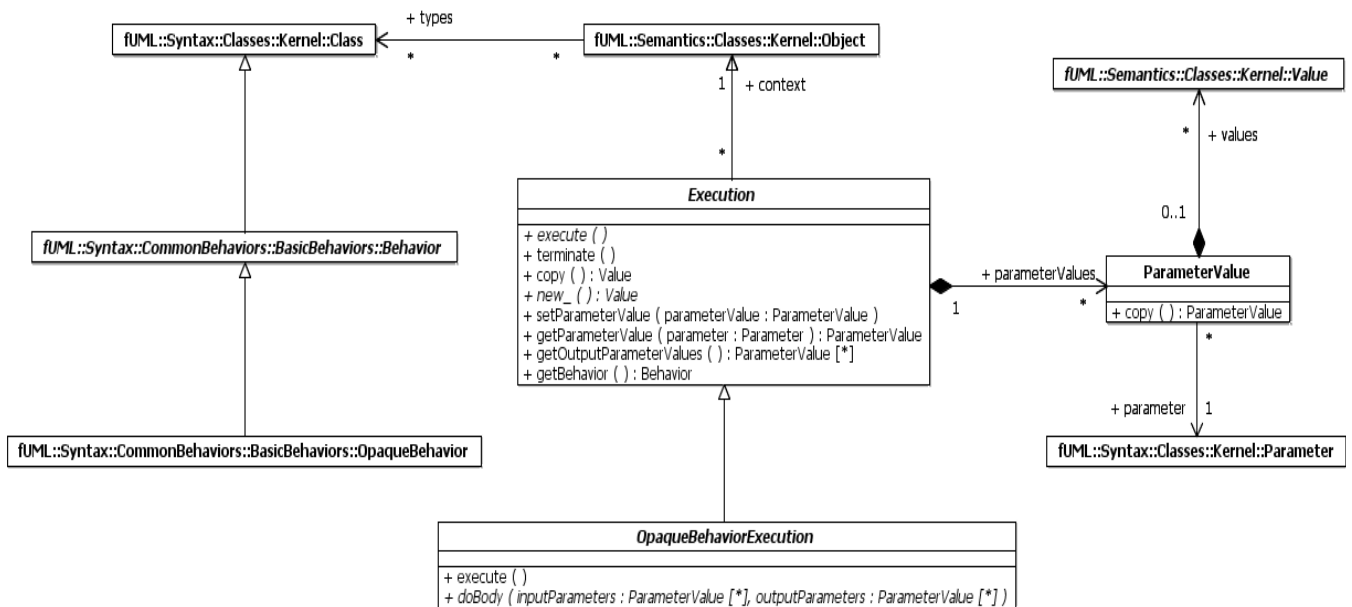 + types
fUML::Syntax::Classes::Kernel::Class
fUML::Semantics::Classes::Kernel::Object
*
*
1
+ context
fUML::Semantics::Classes::Kernel::Value
*
+ values
*
Execution
+ execute ( )
+ terminate ( )
+ copy ( ) : Value
+ new_ ( ) : Value
+ setParameterValue ( parameterValue : ParameterValue )
+ getParameterValue ( parameter : Parameter ) : ParameterValue
+ getOutputParameterValues ( ) : ParameterValue [*]
+ getBehavior ( ) : Behavior
0..1
fUML::Syntax::CommonBehaviors::BasicBehaviors::Behavior
+ parameterValues
1
*
ParameterValue
+ copy ( ) : ParameterValue
*
+ parameter
1
fUML::Syntax::CommonBehaviors::BasicBehaviors::OpaqueBehavior
fUML::Syntax::Classes::Kernel::Parameter
OpaqueBehaviorExecution
+ execute ( )
+ doBody ( inputParameters : ParameterValue [*], outputParameters : ParameterValue [*] )